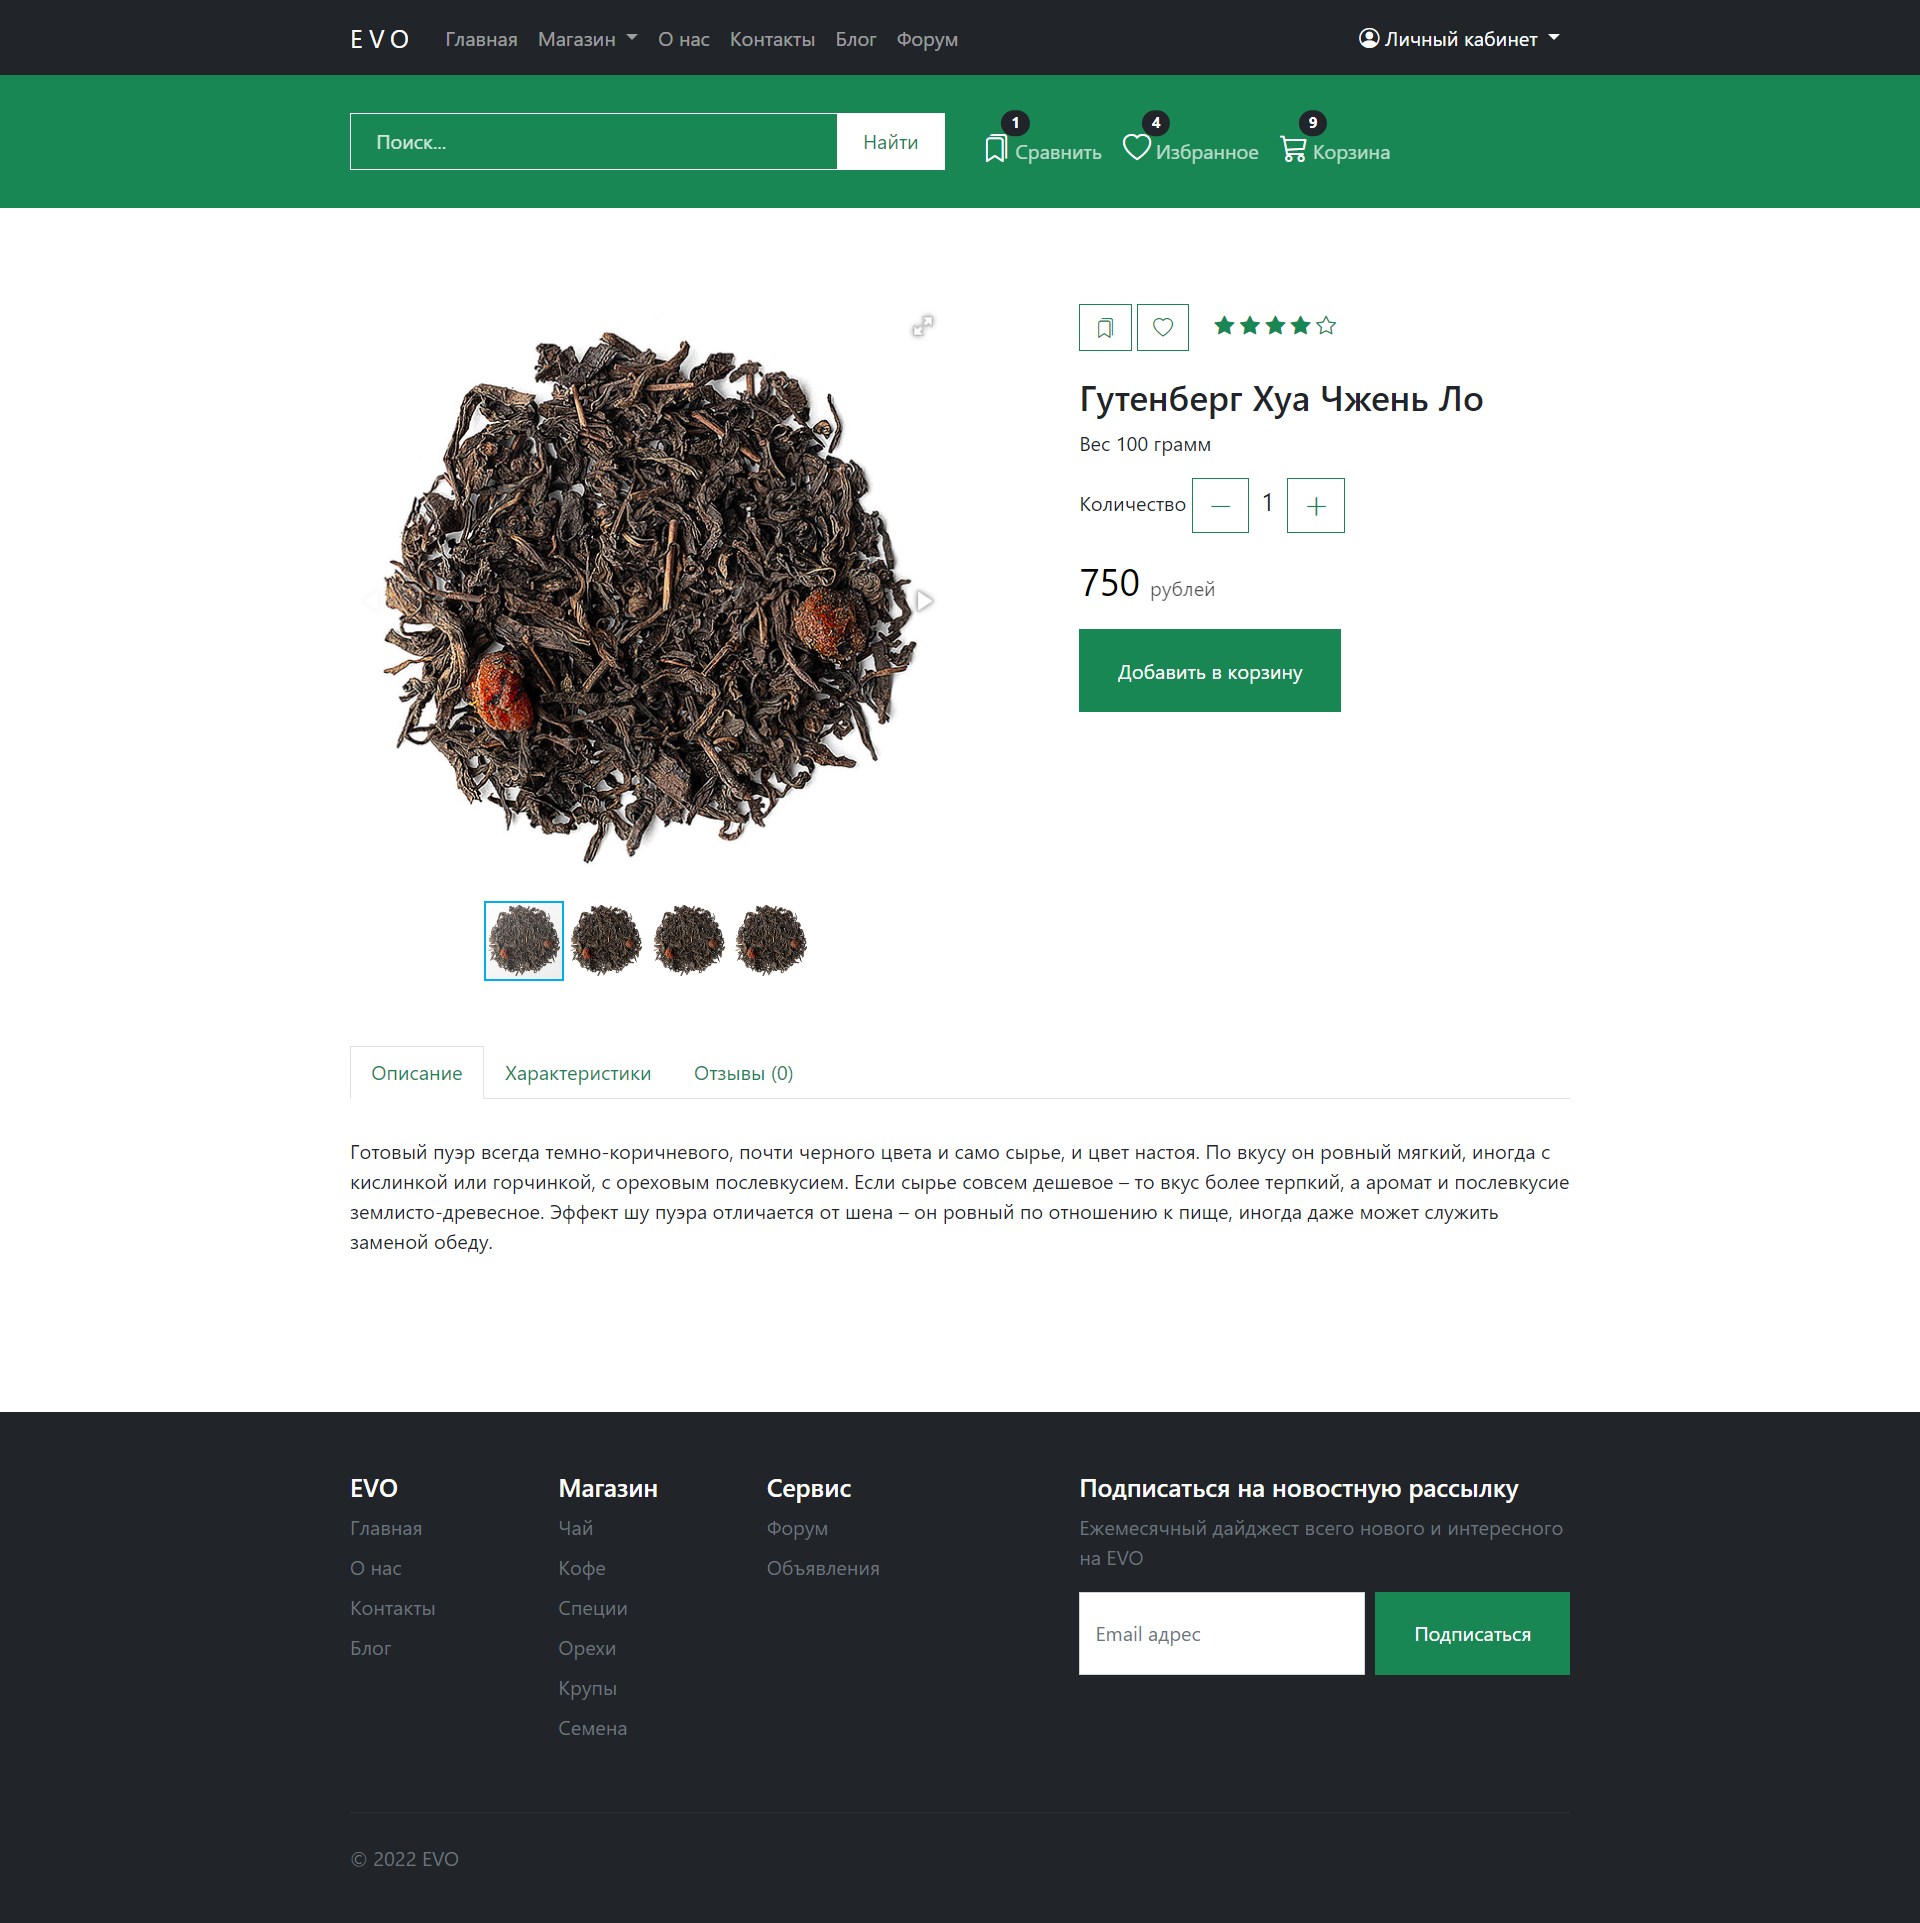 EVO Главная Магазин О нас Контакты Блог Форум Личный кабинет
Поиск... Найти 1 Сравнить 4 Избранное 9 Корзина
Гутенберг Хуа Чжень Ло
Вес 100 грамм
Количество 1
750 рублей
Добавить в корзину
Описание Характеристики Отзывы (0)
Готовый пуэр всегда темно-коричневого, почти черного цвета и само сырье, и цвет настоя. По вкусу он ровный мягкий, иногда с
кислинкой или горчинкой, с ореховым послевкусием. Если сырье совсем дешевое – то вкус более терпкий, а аромат и послевкусие
землисто-древесное. Эффект шу пуэра отличается от шена – он ровный по отношению к пище, иногда даже может служить
заменой обеду.
EVO
Главная
О нас
Контакты
Блог
Магазин
Чай
Кофе
Специи
Орехи
Крупы
Семена
Сервис
Форум
Объявления
Подписаться на новостную рассылку
Ежемесячный дайджест всего нового и интересного
на EVO
Email адрес Подписаться
© 2022 EVO